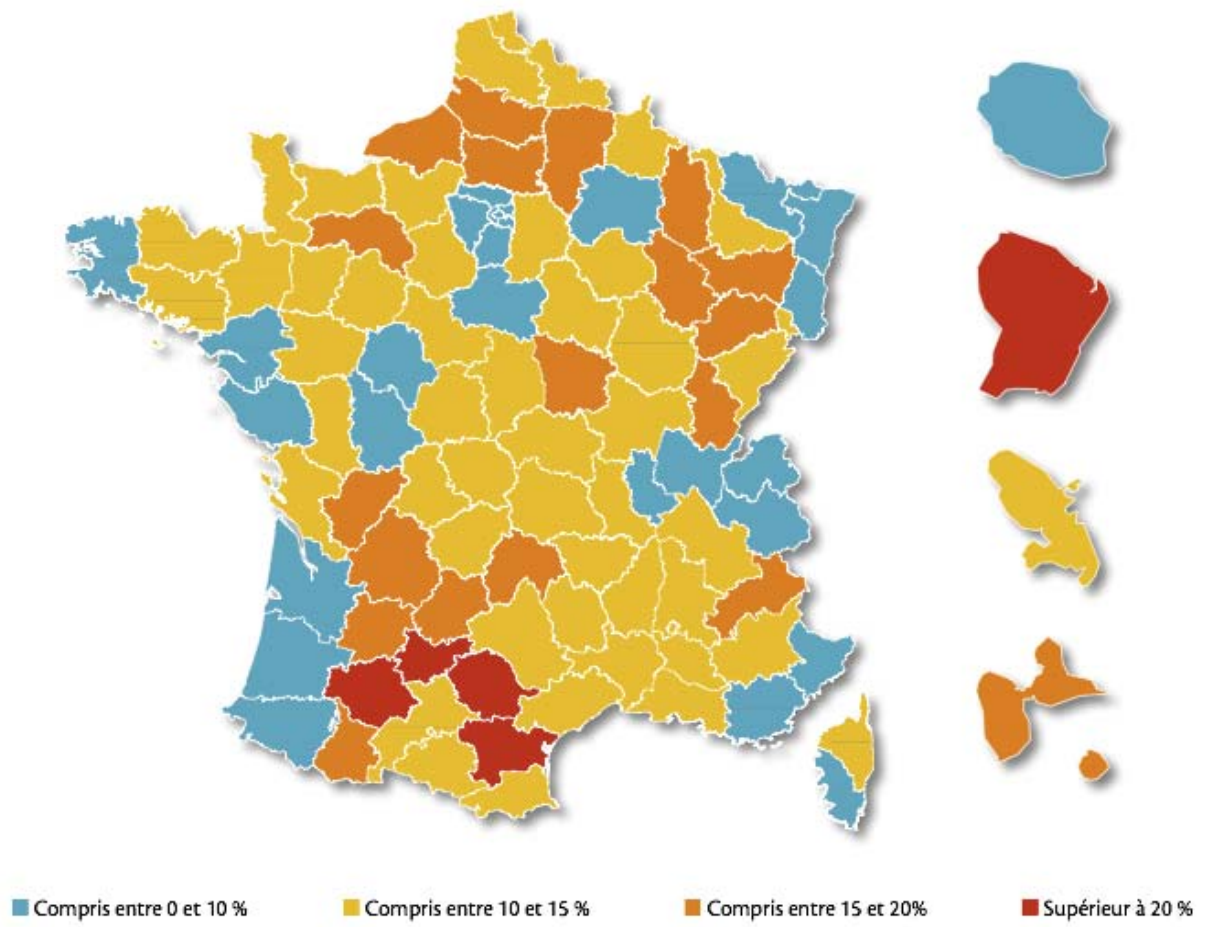 Compris entre 0 et 10 %
Compris entre 10 et 15 %
Compris entre 15 et 20%
Supérieur à 20 %